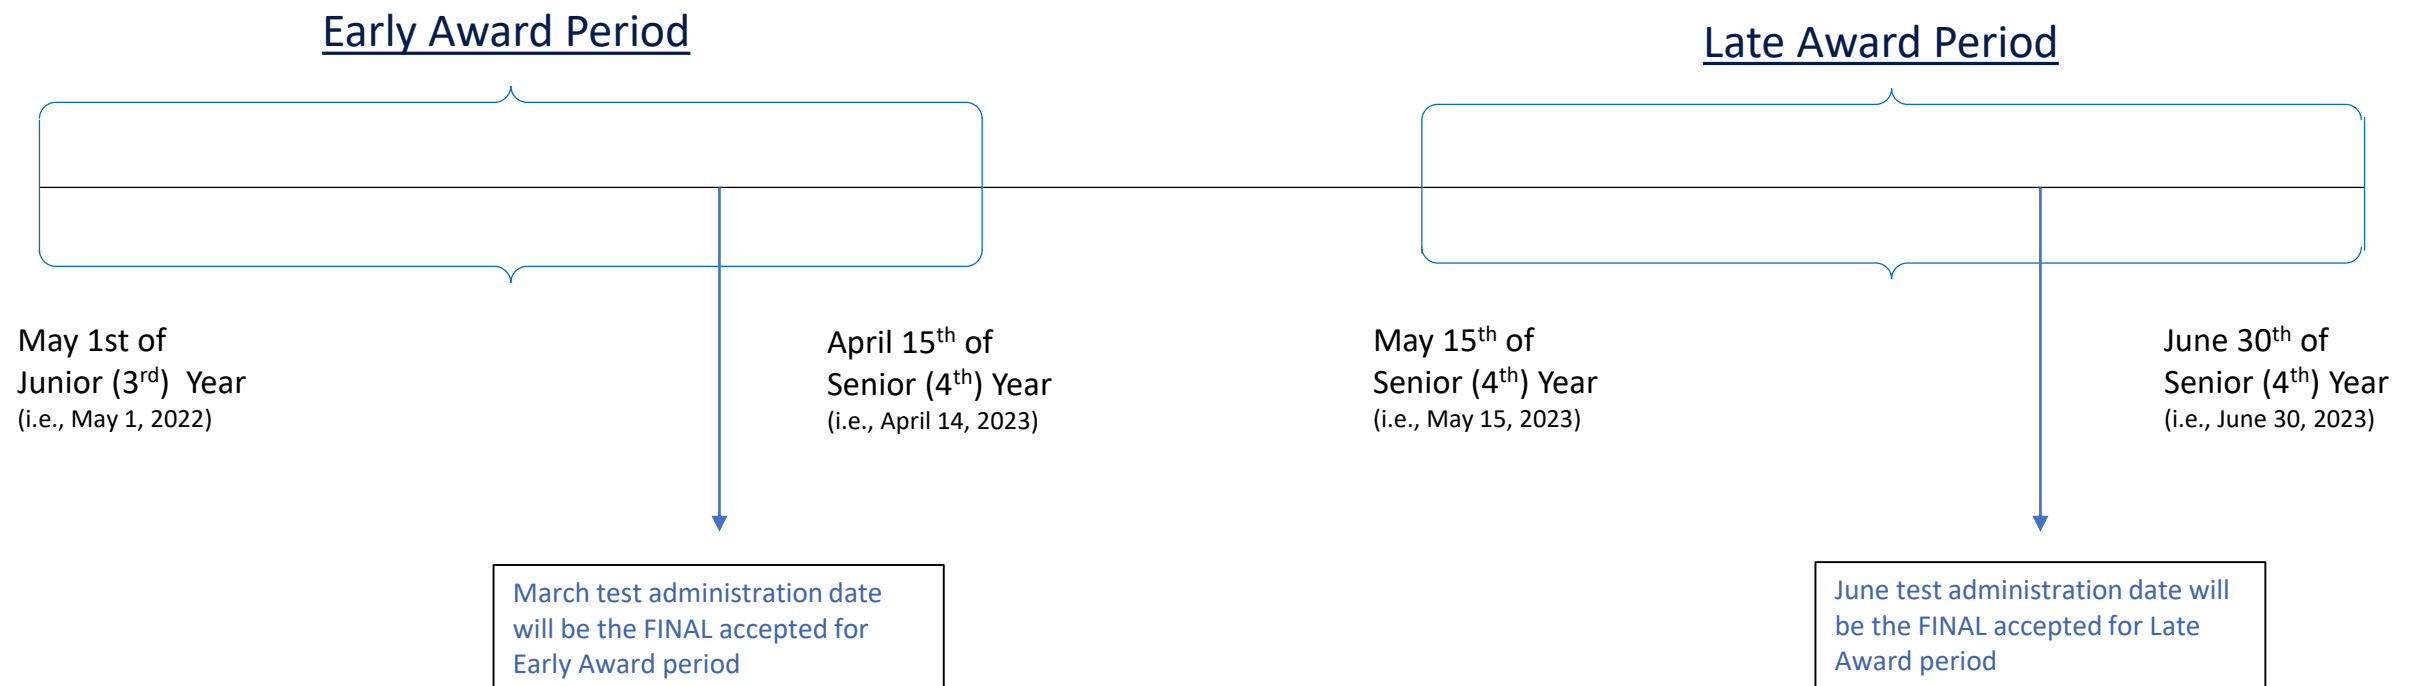 Early Award Period
Late Award Period
May 1st of
Junior (3rd)  Year
(i.e., May 1, 2022)
April 15th of
Senior (4th) Year
(i.e., April 14, 2023)
May 15th of
Senior (4th) Year
(i.e., May 15, 2023)
June 30th of
Senior (4th) Year
(i.e., June 30, 2023)
March test administration date
will be the FINAL accepted for
Early Award period
June test administration date will
be the FINAL accepted for Late
Award period